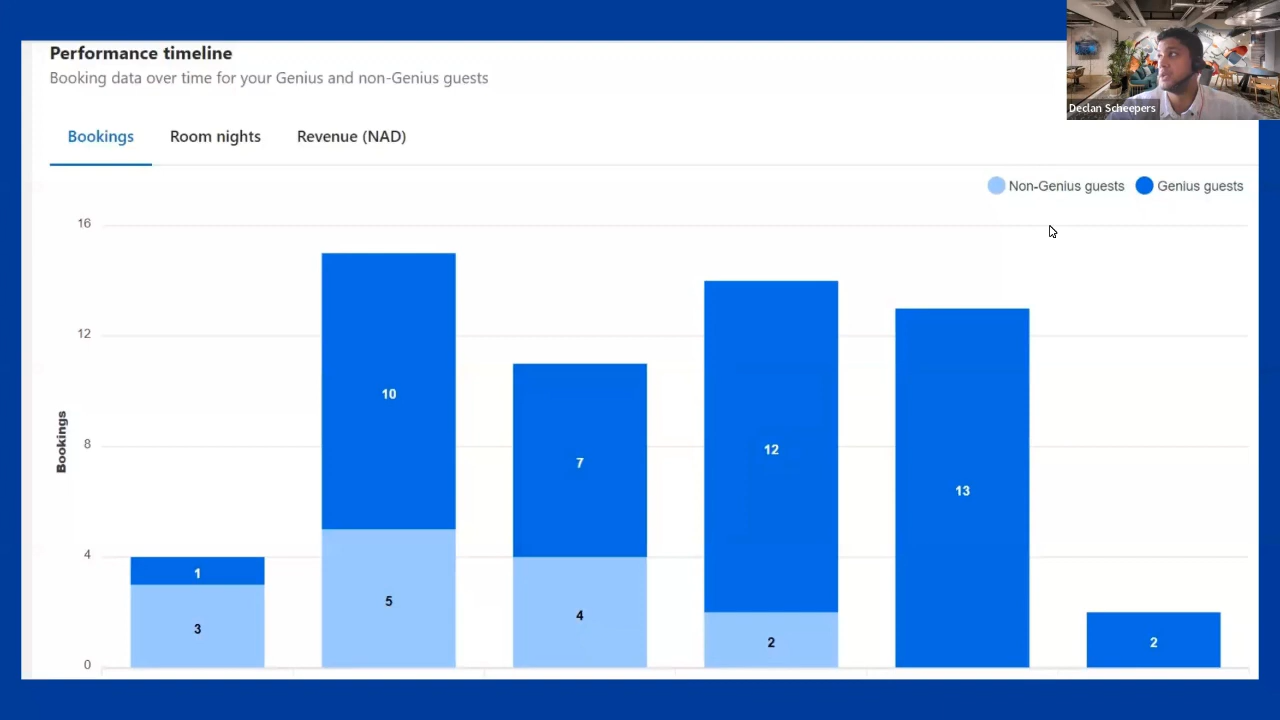 Performance timeline
Booking data over time for your Genius and non-Genius guests
Declan Scheepers
Bookings Room nights Revenue (NAD)
Non-Genius guests Genius guests
16
12
8
4
0
Bookings
1
3
10
5
7
4
12
2
13
2